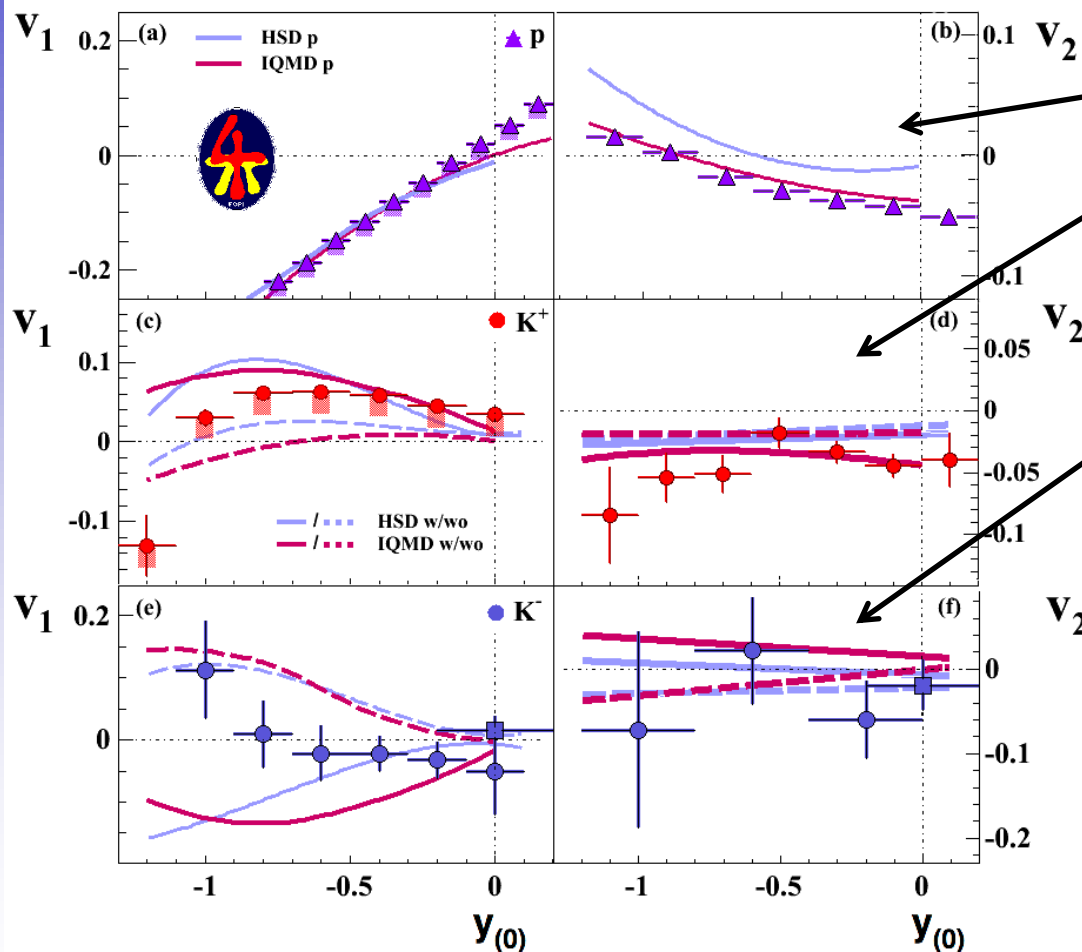 v1
0.2
0
-0.2
(a)
HSD p
IQMD p
p
FOPI
(b)
0.1
v2
0
-0.1
v1
0.1
0
-0.1
(c)
K+
/ HSD w/wo
/ IQMD w/wo
(d)
v2
0.05
0
-0.05
-0.1
v1
0.2
0
(e)
K-
(f)
v2
0
-0.1
-0.2
-1 -0.5 0
-1 -0.5 0
y(0)
y(0)